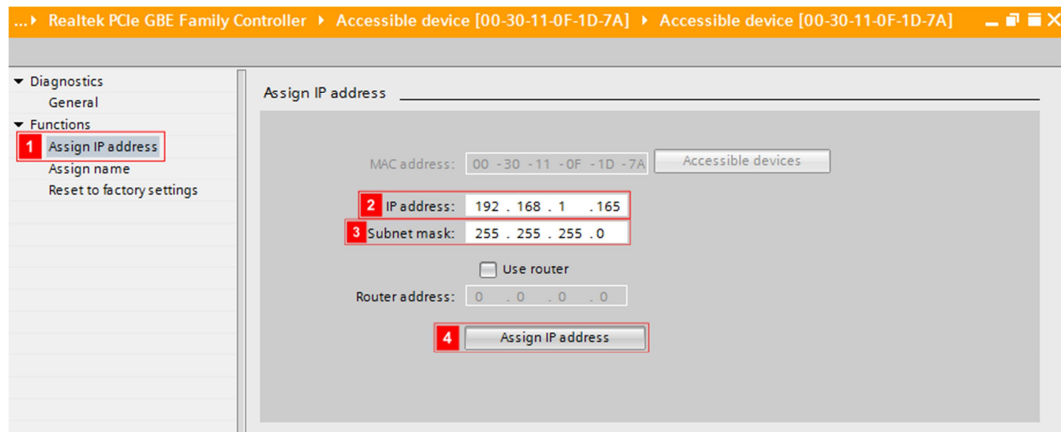 ...▸ Realtek PCIe GBE Family Controller ▸ Accessible device [00-30-11-0F-1D-7A] ▸ Accessible device [00-30-11-0F-1D-7A]
Diagnostics
General
Functions
1 Assign IP address
Assign name
Reset to factory settings
Assign IP address
MAC address: 00 -30 -11 -0F -1D -7A Accessible devices
2 IP address: 192 . 168 . 1 .165
3 Subnet mask: 255 . 255 . 255 .0
Use router
Router address: 0 . 0 . 0 . 0
4 Assign IP address